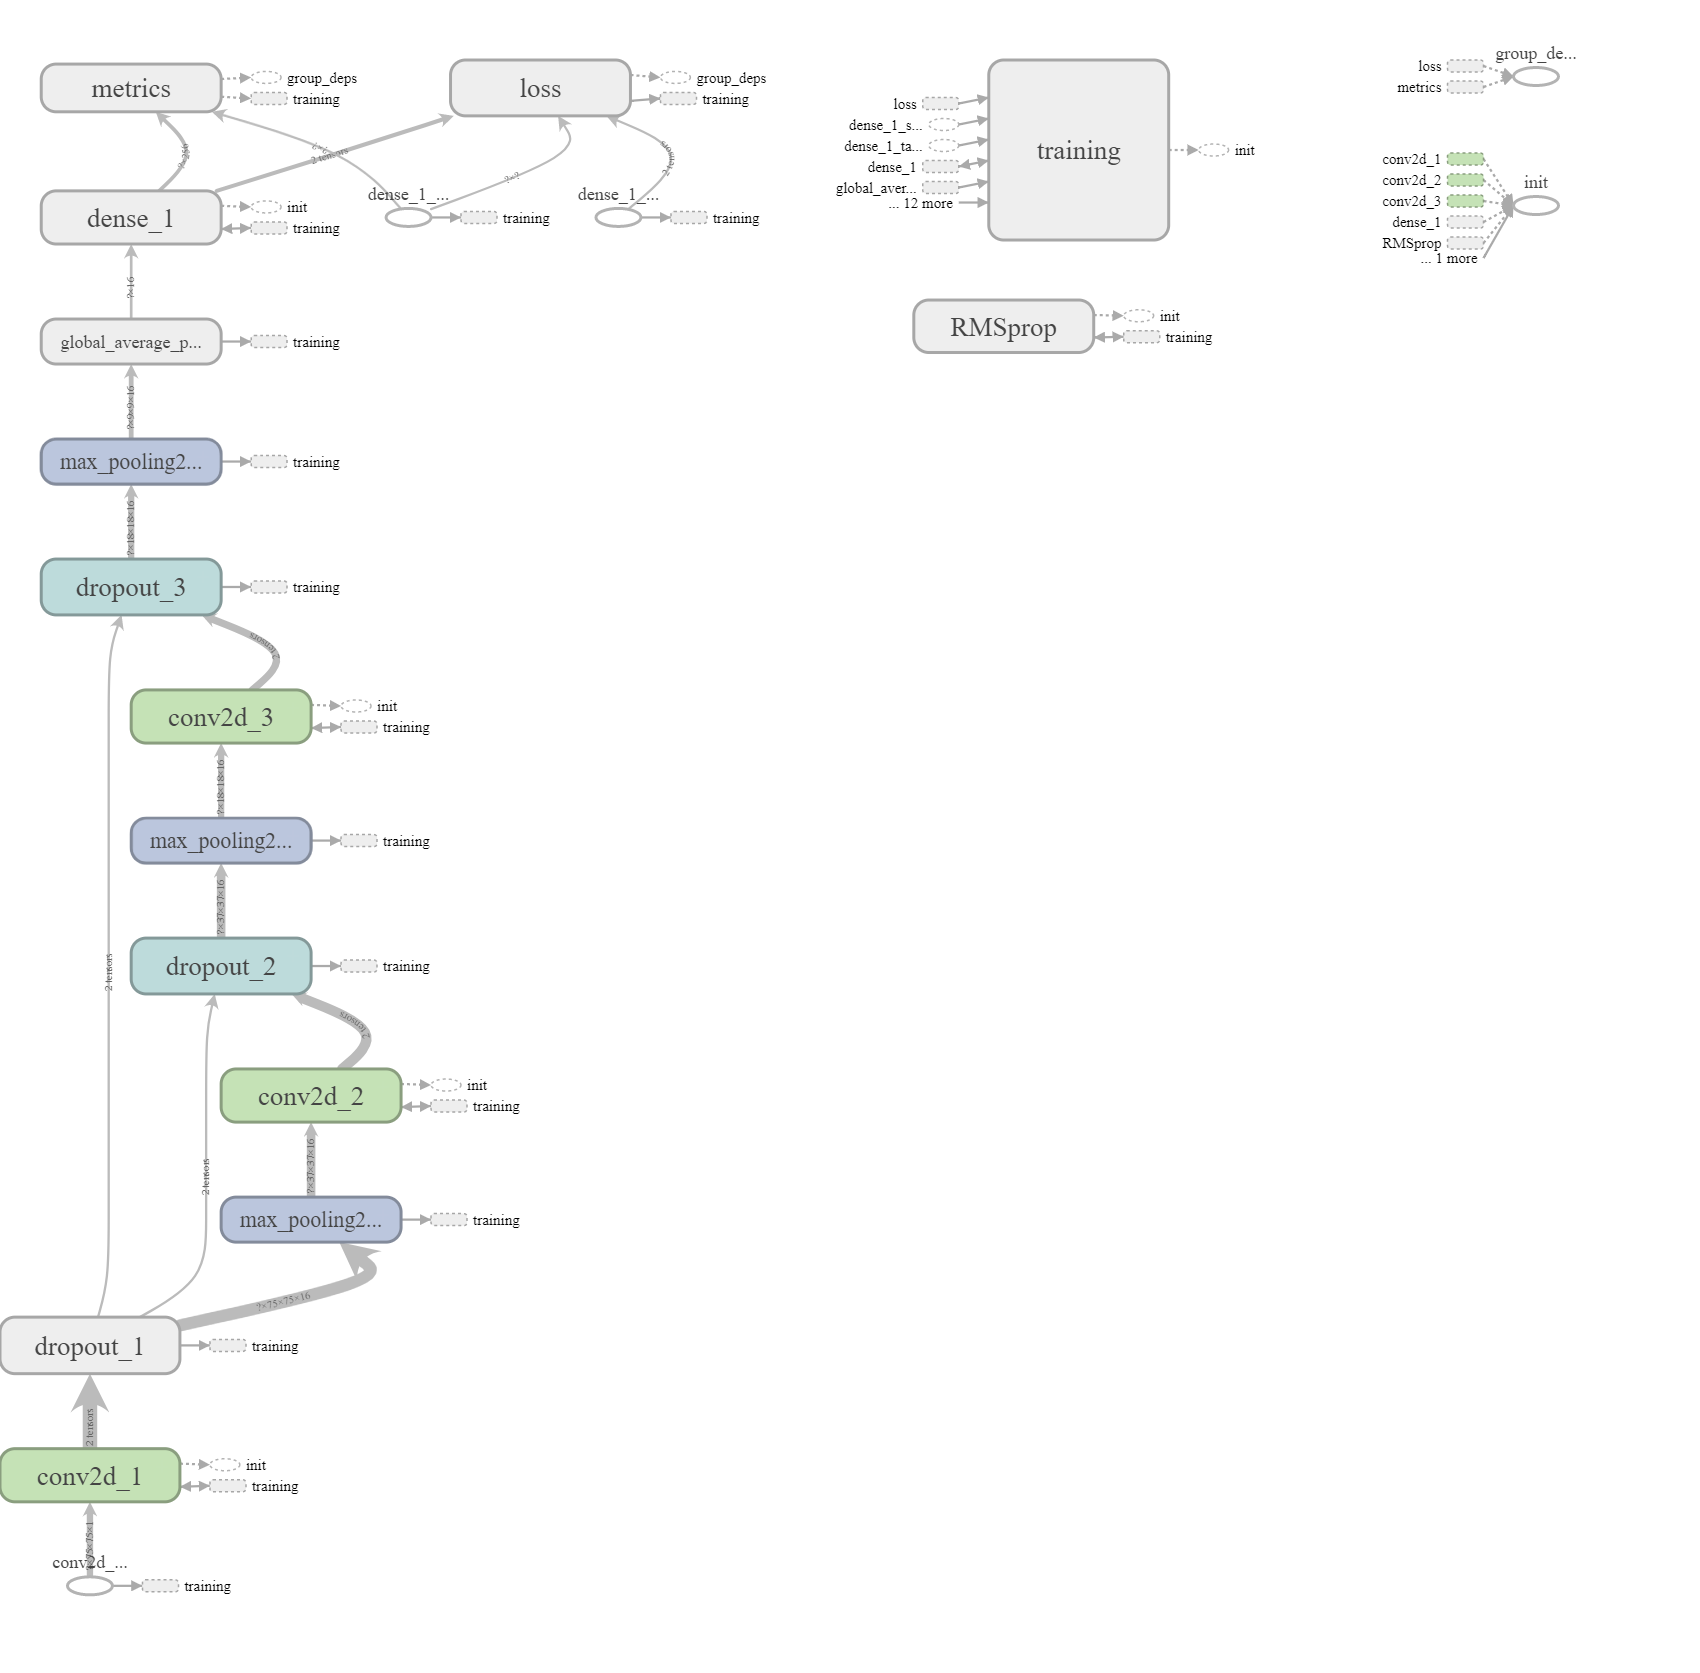 metrics
group_deps
training
loss
group_deps
training
?×250
?×?
2 tensors
?×?
2 tensors
dense_1
init
training
dense_1_...
training
dense_1_...
training
?×16
global_average_p...
training
?×9×9×16
max_pooling2...
training
?×18×18×16
dropout_3
training
2 tensors
conv2d_3
init
training
?×18×18×16
max_pooling2...
training
?×37×37×16
dropout_2
training
2 tensors
2 tensors
conv2d_2
init
training
?×37×37×16
2 tensors
max_pooling2...
training
?×75×75×16
dropout_1
training
2 tensors
conv2d_1
init
training
?×75×75×1
conv2d_...
training
loss
dense_1_s...
dense_1_ta...
dense_1
global_aver...
... 12 more
training
init
RMSprop
init
training
group_de...
loss
metrics
init
conv2d_1
conv2d_2
conv2d_3
dense_1
RMSprop
... 1 more